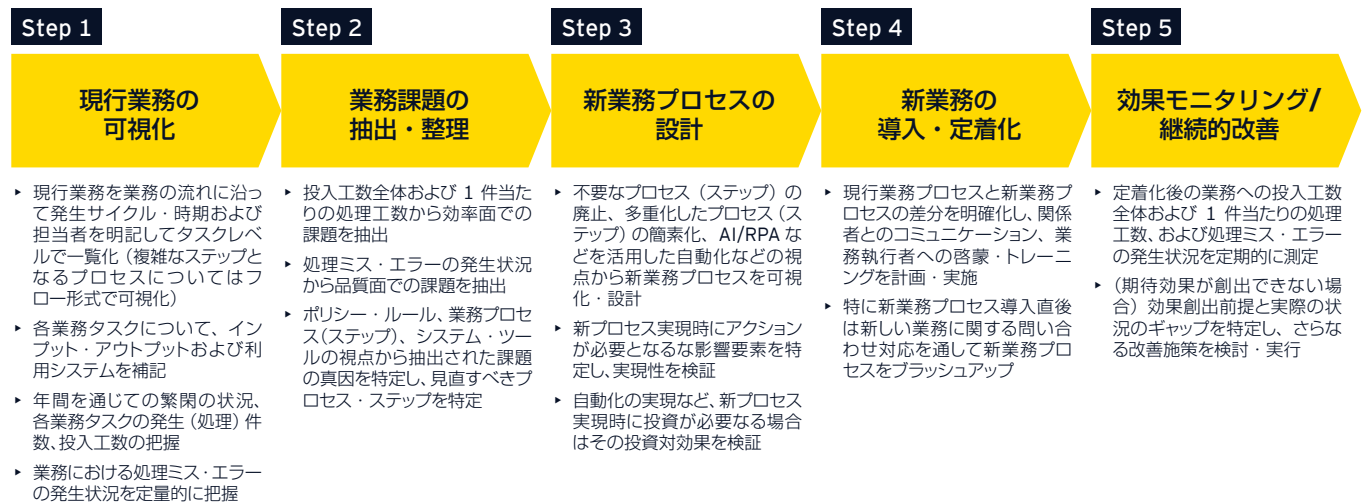 Step 1
現行業務の
可視化
▸ 現行業務を業務の流れに沿っ
て発生サイクル・時期および
担当者を明記してタスクレベ
ルで一覧化（複雑なステップと
なるプロセスについてはフ
ロー形式で可視化）
▸ 各業務タスクについて、イン
プット・アウトプットおよび利
用システムを補記
▸ 年間を通じての繁閑の状況、
各業務タスクの発生（処理）件
数、投入工数の把握
▸ 業務における処理ミス・エラー
の発生状況を定量的に把握
Step 2
業務課題の
抽出・整理
▸ 投入工数全体および 1 件当た
りの処理工数から効率面での
課題を抽出
▸ 処理ミス・エラーの発生状況
から品質面での課題を抽出
▸ ポリシー・ルール、業務プロセ
ス（ステップ）、システム・ツー
ルの視点から抽出された課題
の真因を特定し、見直すべきプ
ロセス・ステップを特定
Step 3
新業務プロセスの
設計
▸ 不要なプロセス（ステップ）の
廃止、多重化したプロセス（ス
テップ）の簡素化、AI/RPA な
どを活用した自動化などの視
点から新業務プロセスを可視
化・設計
▸ 新プロセス実現時にアクション
が必要となるな影響要素を特
定し、実現性を検証
▸ 自動化の実現など、新プロセス
実現時に投資が必要なる場合
はその投資対効果を検証
Step 4
新業務の
導入・定着化
▸ 現行業務プロセスと新業務プ
ロセスの差分を明確化し、関係
者とのコミュニケーション、業
務執行者への啓蒙・トレーニ
ングを計画・実施
▸ 特に新業務プロセス導入直後
は新しい業務に関する問い合
わせ対応を通して新業務プロ
セスをブラッシュアップ
Step 5
効果モニタリング/
継続的改善
▸ 定着化後の業務への投入工数
全体および 1 件当たりの処理
工数、および処理ミス・エラー
の発生状況を定期的に測定
▸ （期待効果が創出できない場
合）効果創出前提と実際の状
況のギャップを特定し、さらな
る改善施策を検討・実行